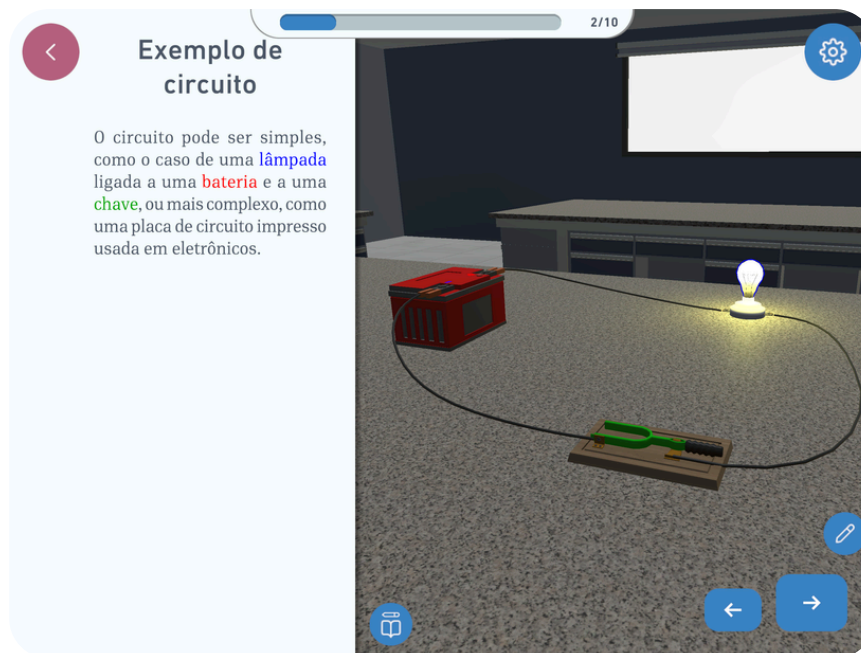 2/10
Exemplo de
circuito
O circuito pode ser simples,
como o caso de uma lâmpada
ligada a uma bateria e a uma
chave, ou mais complexo, como
uma placa de circuito impresso
usada em eletrônicos.